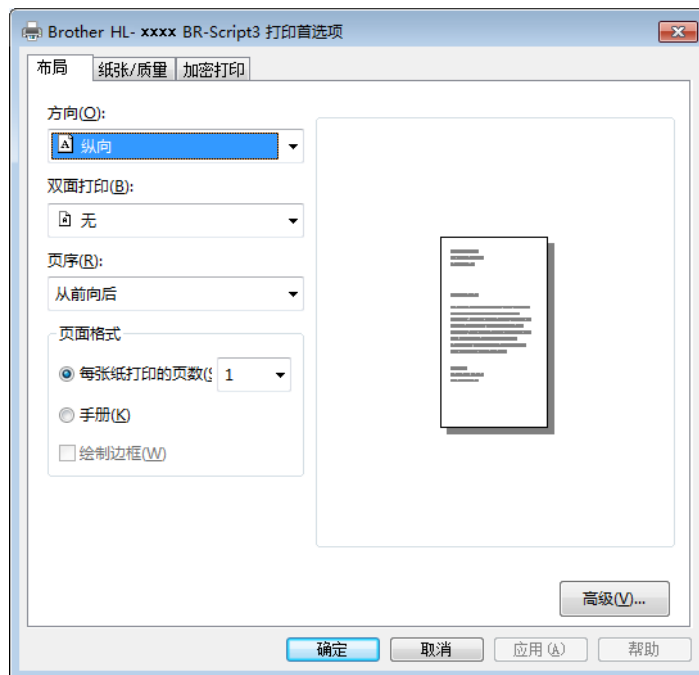 Brother HL- xxxx BR-Script3 打印首选项
布局 纸张/质量 加密打印
方向(O):
纵向
双面打印(B):
无
页序(R):
从前向后
页面格式
每张纸打印的页数(S 1
手册(K)
绘制边框(W)
高级(V)...
确定 取消 应用(A) 帮助